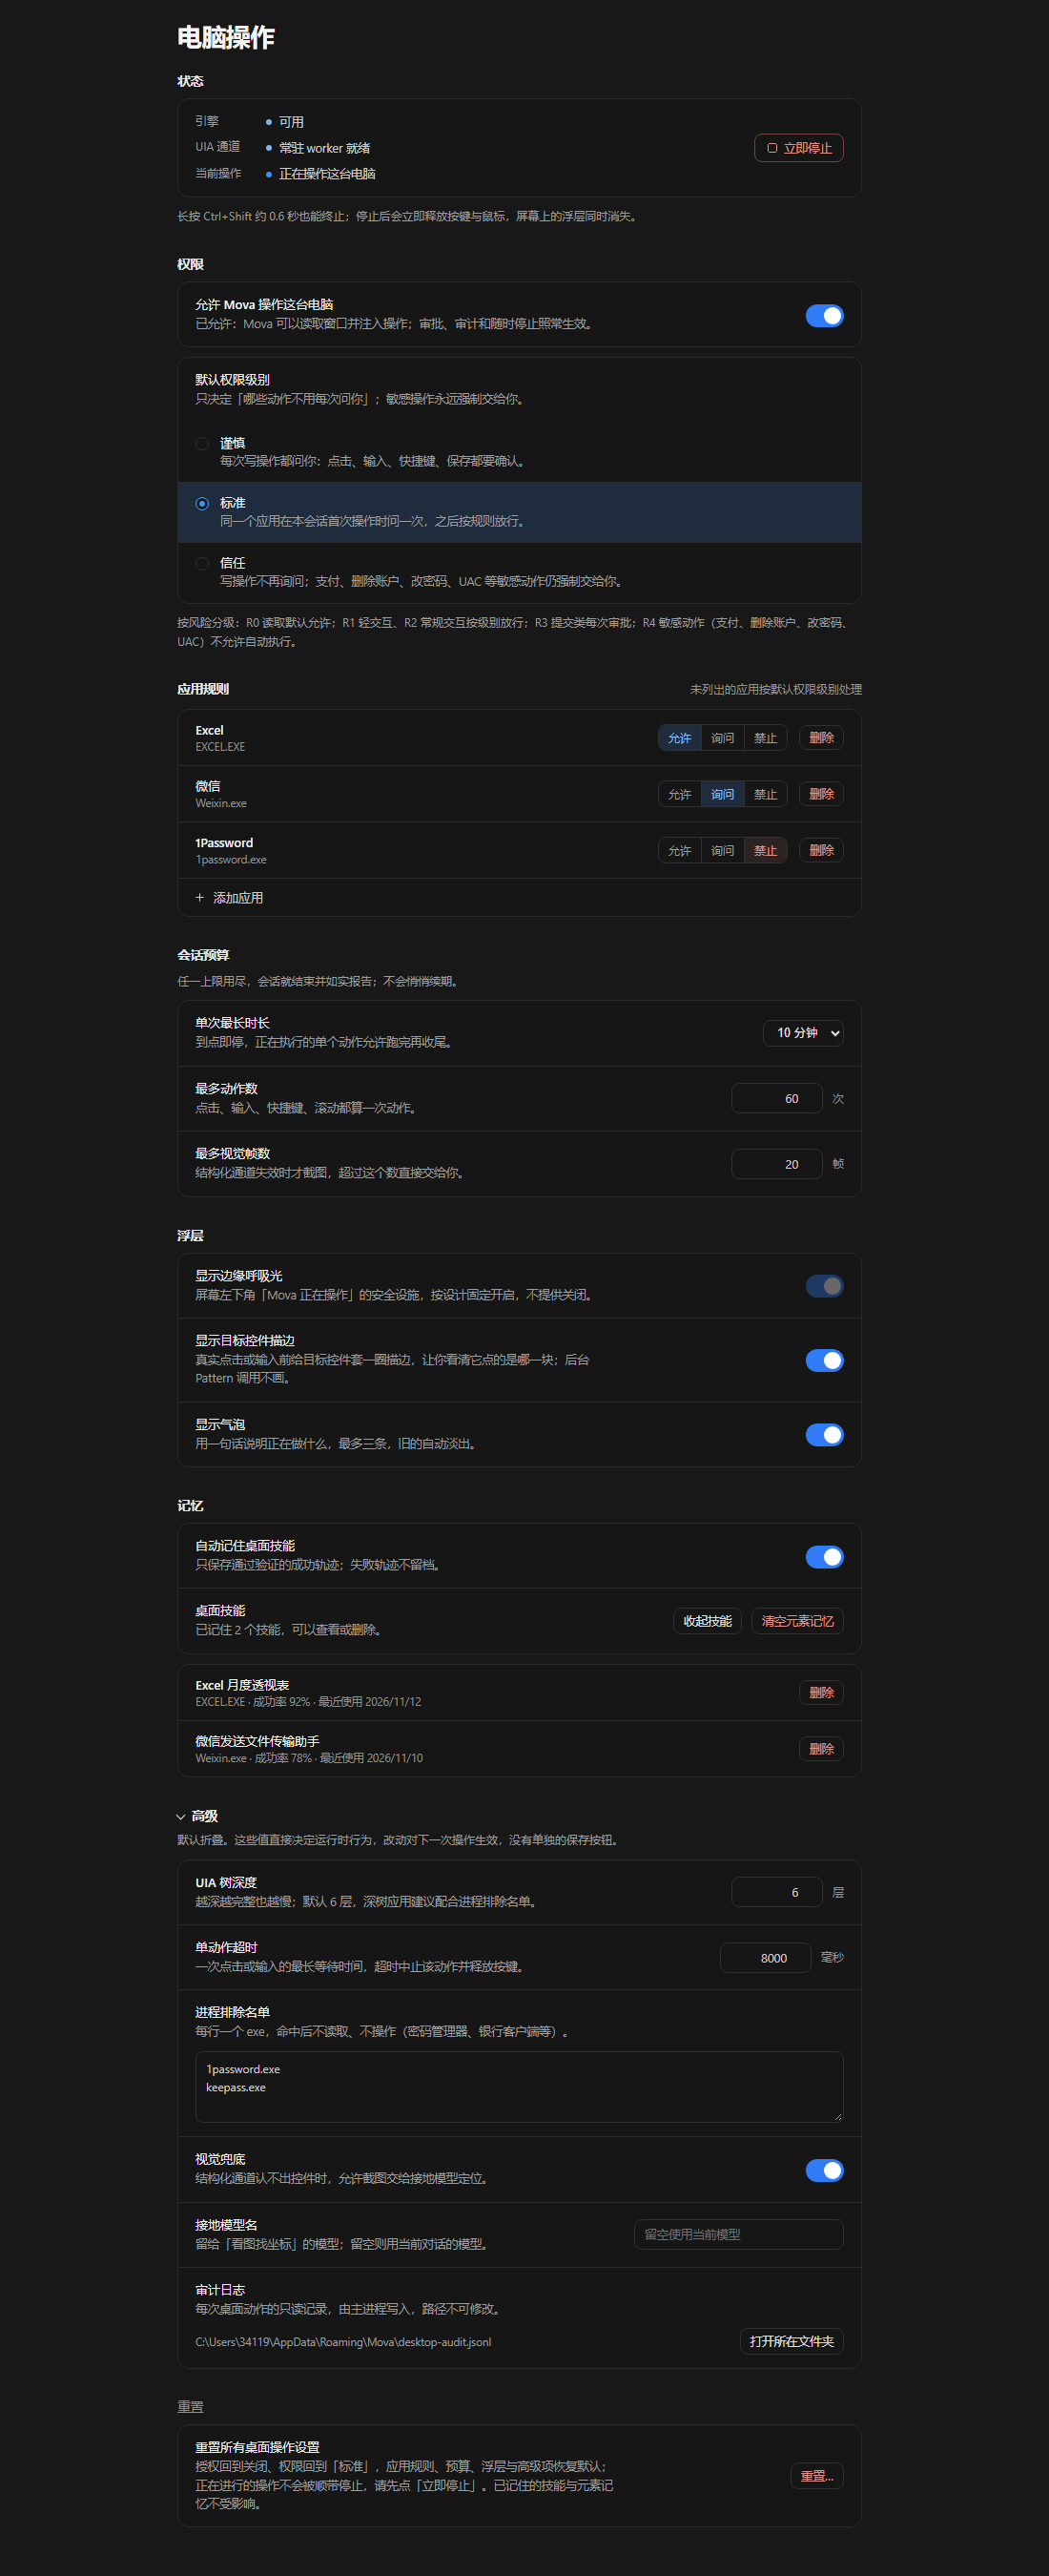 电脑操作
状态
引擎 可用
UIA 通道 常驻 worker 就绪
当前操作 正在操作这台电脑
立即停止
长按 Ctrl+Shift 约 0.6 秒也能终止；停止后会立即释放按键与鼠标，屏幕上的浮层同时消失。
权限
允许 Mova 操作这台电脑
已允许：Mova 可以读取窗口并注入操作；审批、审计和随时停止照常生效。
默认权限级别
只决定「哪些动作不用每次问你」；敏感操作永远强制交给你。
谨慎
每次写操作都问你：点击、输入、快捷键、保存都要确认。
标准
同一个应用在本会话首次操作时问一次，之后按规则放行。
信任
写操作不再询问；支付、删除账户、改密码、UAC 等敏感动作仍强制交给你。
按风险分级：R0 读取默认允许；R1 轻交互、R2 常规交互按级别放行；R3 提交类每次审批；R4 敏感动作（支付、删除账户、改密码、
UAC）不允许自动执行。
应用规则 未列出的应用按默认权限级别处理
Excel
EXCEL.EXE
允许 询问 禁止 删除
微信
Weixin.exe
允许 询问 禁止 删除
1Password
1password.exe
允许 询问 禁止 删除
+ 添加应用
会话预算
任一上限用尽，会话就结束并如实报告；不会悄悄续期。
单次最长时长
到点即停，正在执行的单个动作允许跑完再收尾。
10 分钟
最多动作数
点击、输入、快捷键、滚动都算一次动作。
60 次
最多视觉帧数
结构化通道失效时才截图，超过这个数直接交给你。
20 帧
浮层
显示边缘呼吸光
屏幕左下角「Mova 正在操作」的安全设施，按设计固定开启，不提供关闭。
显示目标控件描边
真实点击或输入前给目标控件套一圈描边，让你看清它点的是哪一块；后台
Pattern 调用不画。
显示气泡
用一句话说明正在做什么，最多三条，旧的自动淡出。
记忆
自动记住桌面技能
只保存通过验证的成功轨迹；失败轨迹不留档。
桌面技能
已记住 2 个技能，可以查看或删除。
收起技能 清空元素记忆
Excel 月度透视表
EXCEL.EXE · 成功率 92% · 最近使用 2026/11/12
删除
微信发送文件传输助手
Weixin.exe · 成功率 78% · 最近使用 2026/11/10
删除
高级
默认折叠。这些值直接决定运行时行为，改动对下一次操作生效，没有单独的保存按钮。
UIA 树深度
越深越完整也越慢；默认 6 层，深树应用建议配合进程排除名单。
6 层
单动作超时
一次点击或输入的最长等待时间，超时中止该动作并释放按键。
8000 毫秒
进程排除名单
每行一个 exe，命中后不读取、不操作（密码管理器、银行客户端等）。
1password.exe
keepass.exe
视觉兜底
结构化通道认不出控件时，允许截图交给接地模型定位。
接地模型名
留给「看图找坐标」的模型；留空则用当前对话的模型。
留空使用当前模型
审计日志
每次桌面动作的只读记录，由主进程写入，路径不可修改。
C:\Users\34119\AppData\Roaming\Mova\desktop-audit.jsonl
打开所在文件夹
重置
重置所有桌面操作设置
授权回到关闭、权限回到「标准」，应用规则、预算、浮层与高级项恢复默认；
正在进行的操作不会被顺带停止，请先点「立即停止」。已记住的技能与元素记
忆不受影响。
重置...